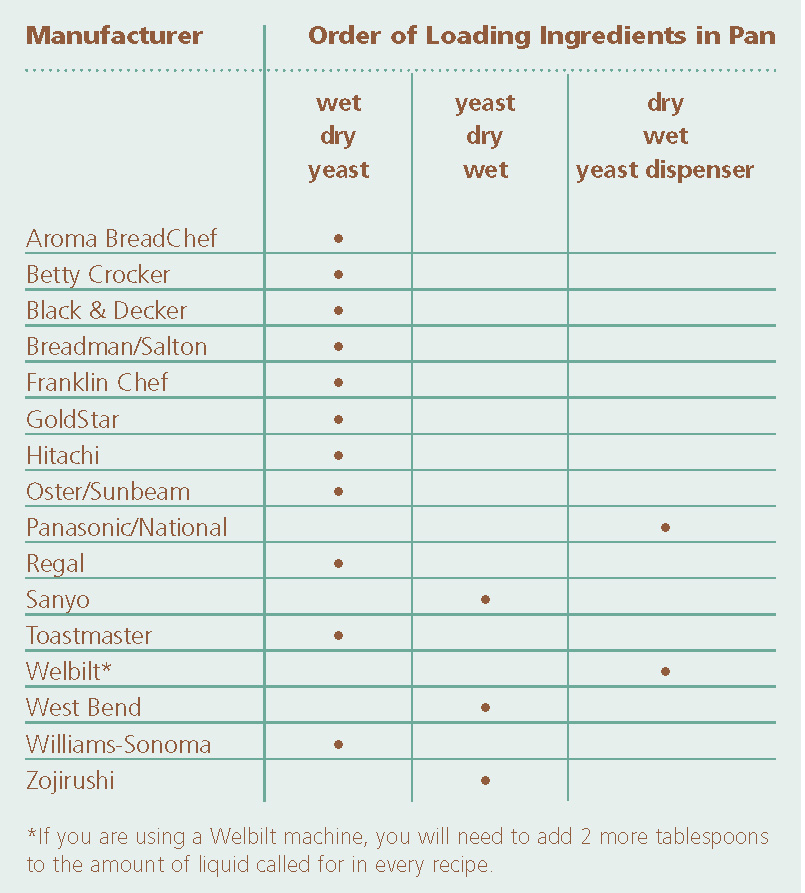 Manufacturer Order of Loading Ingredients in Pan
wet yeast dry
dry dry wet
yeast wet yeast dispenser
Aroma BreadChef •
Betty Crocker •
Black & Decker •
Breadman/Salton •
Franklin Chef •
GoldStar •
Hitachi •
Oster/Sunbeam •
Panasonic/National •
Regal •
Sanyo •
Toastmaster •
Welbilt* •
West Bend •
Williams-Sonoma •
Zojirushi •
*If you are using a Welbilt machine, you will need to add 2 more tablespoons
to the amount of liquid called for in every recipe.